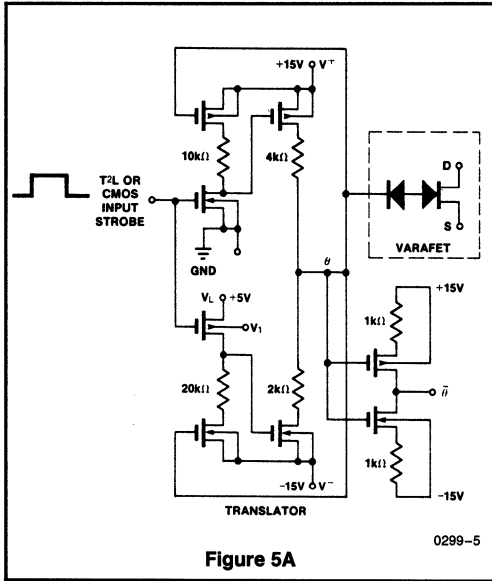 +15V V+
10kΩ
4kΩ
T²L OR
CMOS
INPUT
STROBE
GND
D
S
VARAFET
θ
+15V
VL +5V
V1
1kΩ
20kΩ
2kΩ
θ̄
1kΩ
-15V V-
-15V
TRANSLATOR
0299-5
Figure 5A